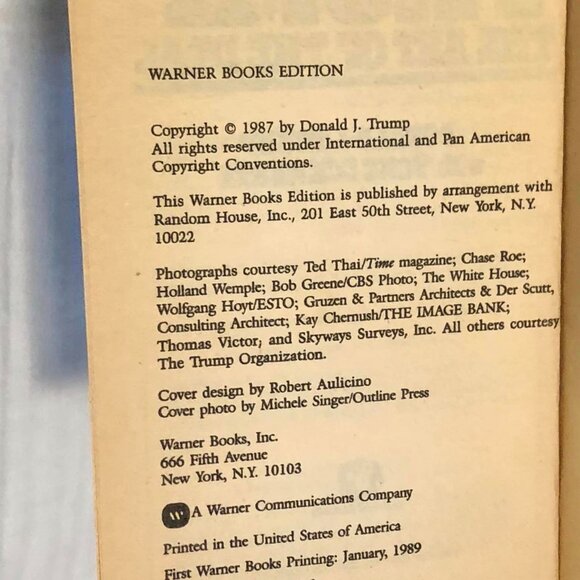 WARNER BOOKS EDITION
Copyright © 1987 by Donald J. Trump
All rights reserved under International and Pan American
Copyright Conventions.
This Warner Books Edition is published by arrangement with
Random House, Inc., 201 East 50th Street, New York, N.Y.
10022
Photographs courtesy Ted Thai/Time magazine; Chase Roe;
Holland Wemple; Bob Greene/CBS Photo; The White House;
Wolfgang Hoyt/ESTO; Gruzen & Partners Architects & Der Scutt,
Consulting Architect; Kay Chernush/THE IMAGE BANK;
Thomas Victor; and Skyways Surveys, Inc. All others courtesy
The Trump Organization.
Cover design by Robert Aulicino
Cover photo by Michele Singer/Outline Press
Warner Books, Inc.
666 Fifth Avenue
New York, N.Y. 10103
A Warner Communications Company
Printed in the United States of America
First Warner Books Printing: January, 1989